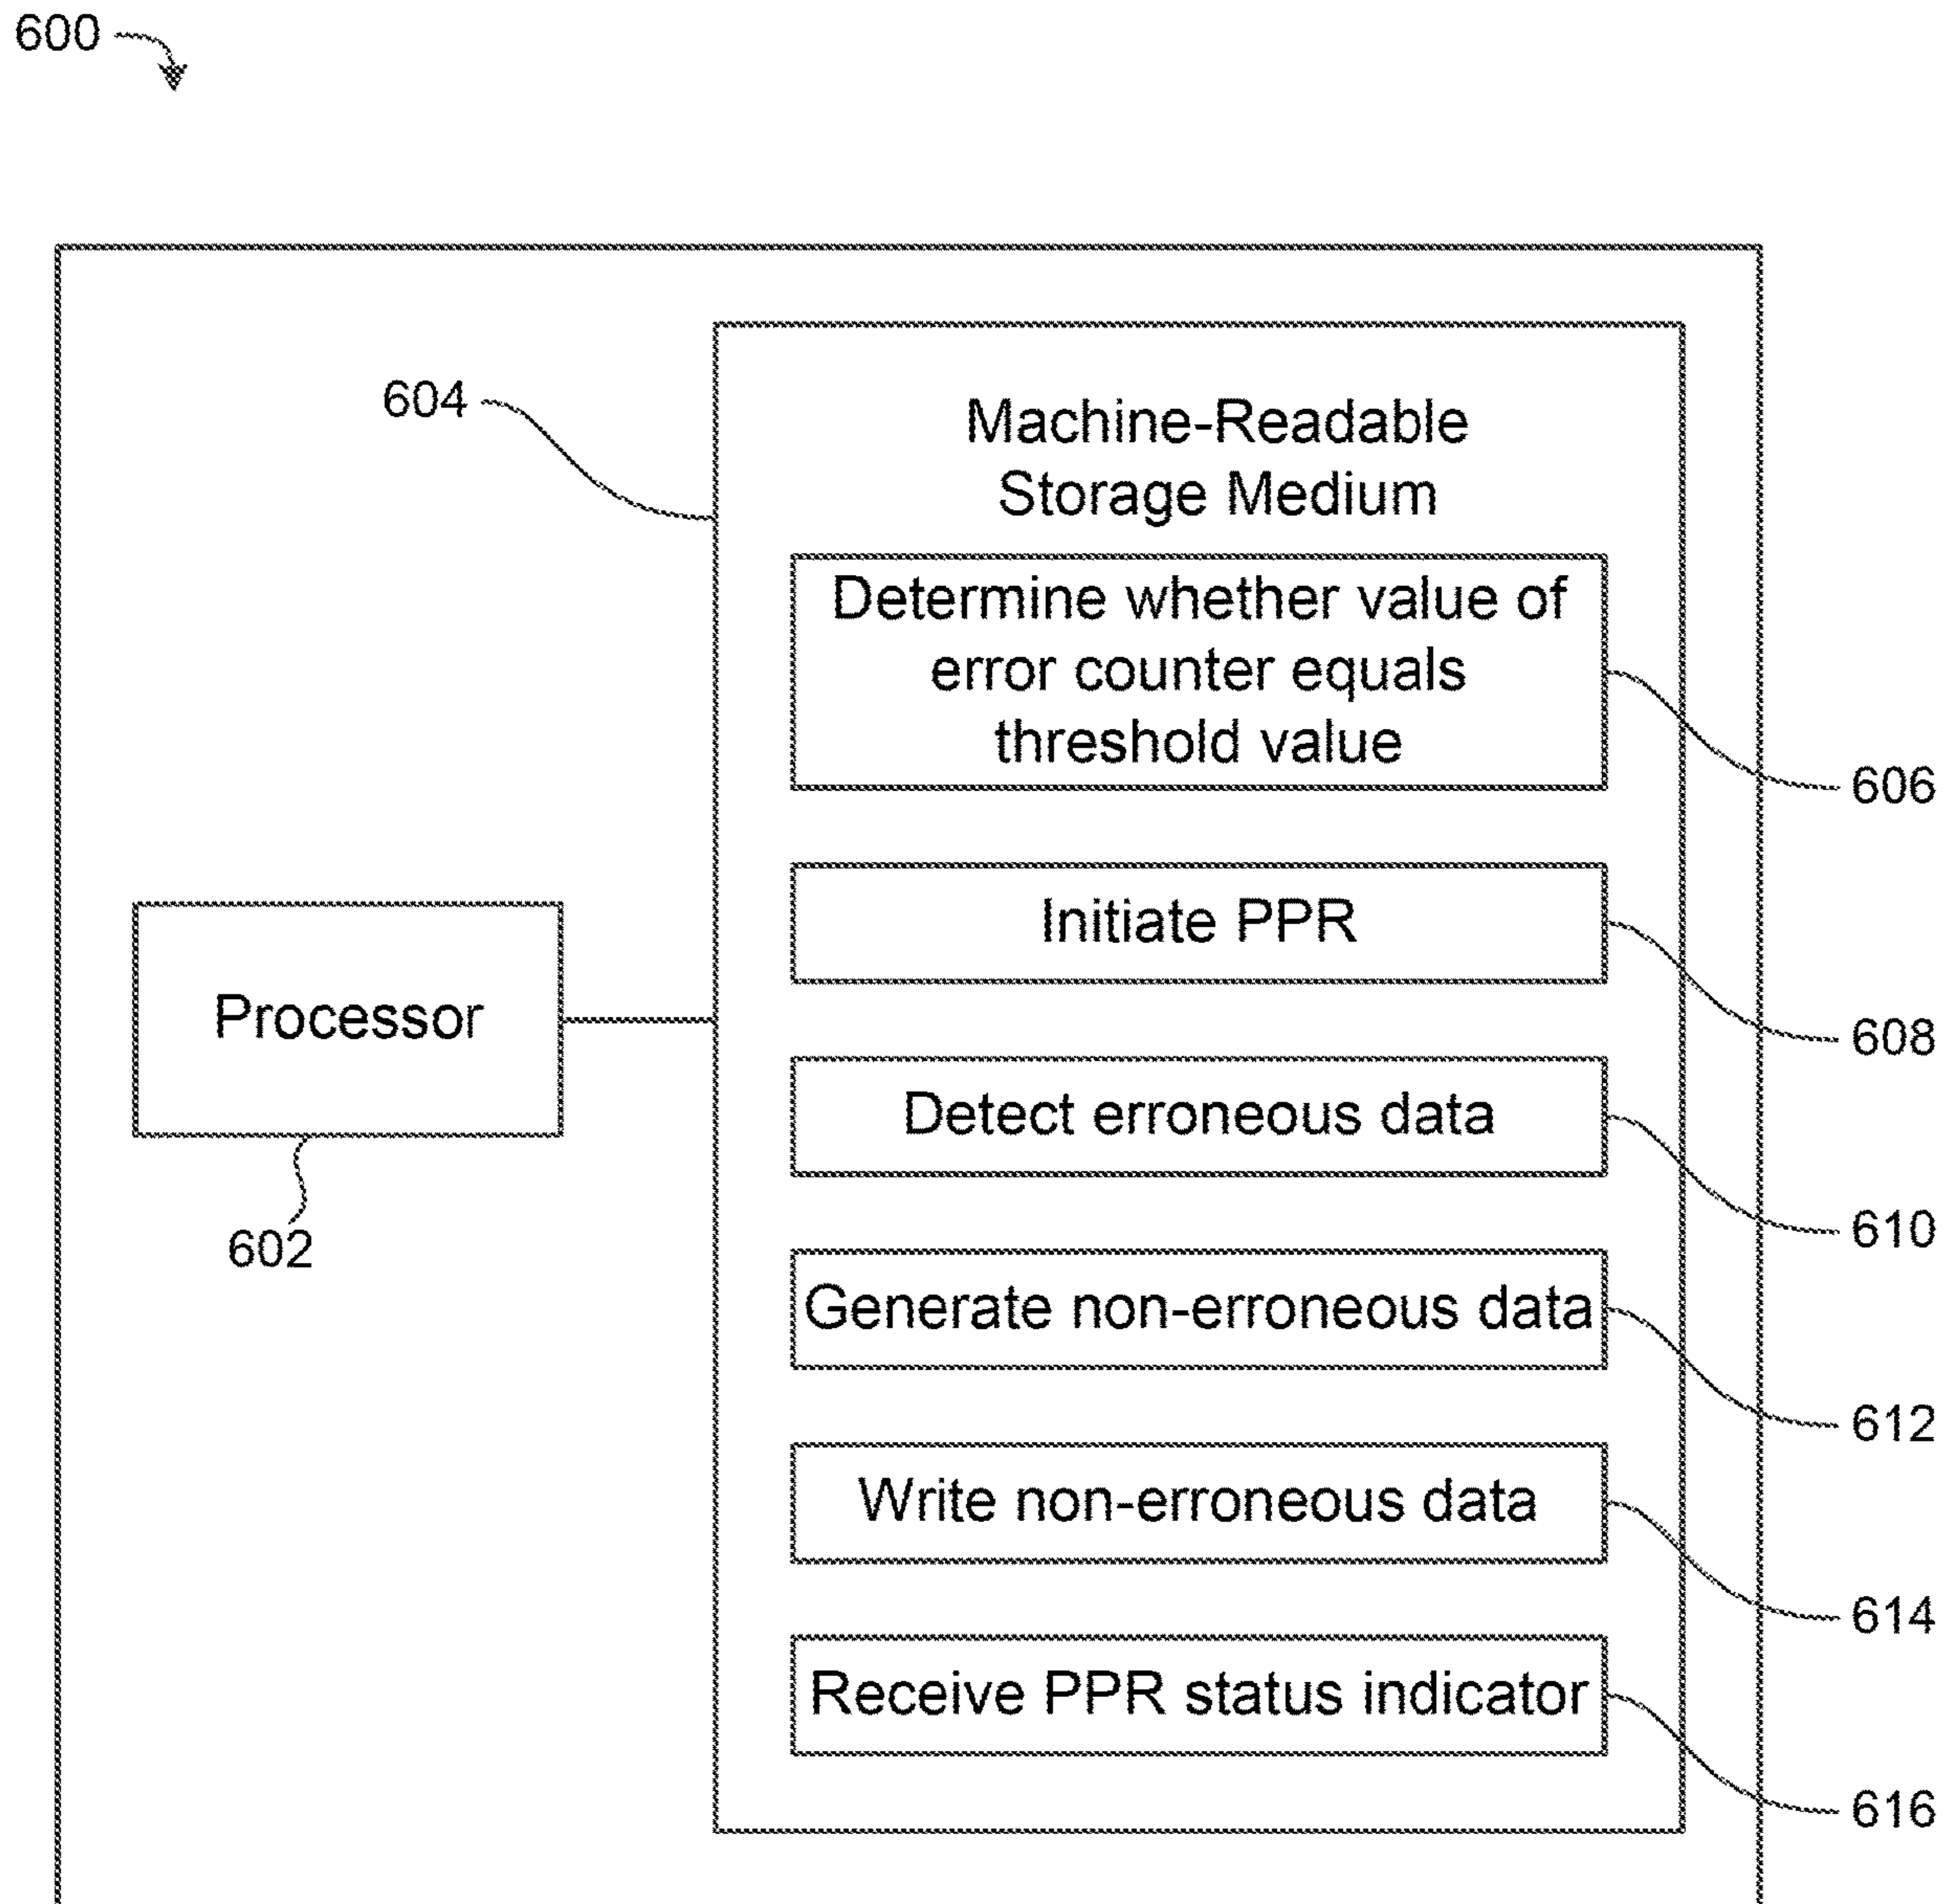 600
604
Machine-Readable
Storage Medium
Determine whether value of
error counter equals
threshold value
606
Initiate PPR
608
Processor
602
Detect erroneous data
610
Generate non-erroneous data
612
Write non-erroneous data
614
Receive PPR status indicator
616